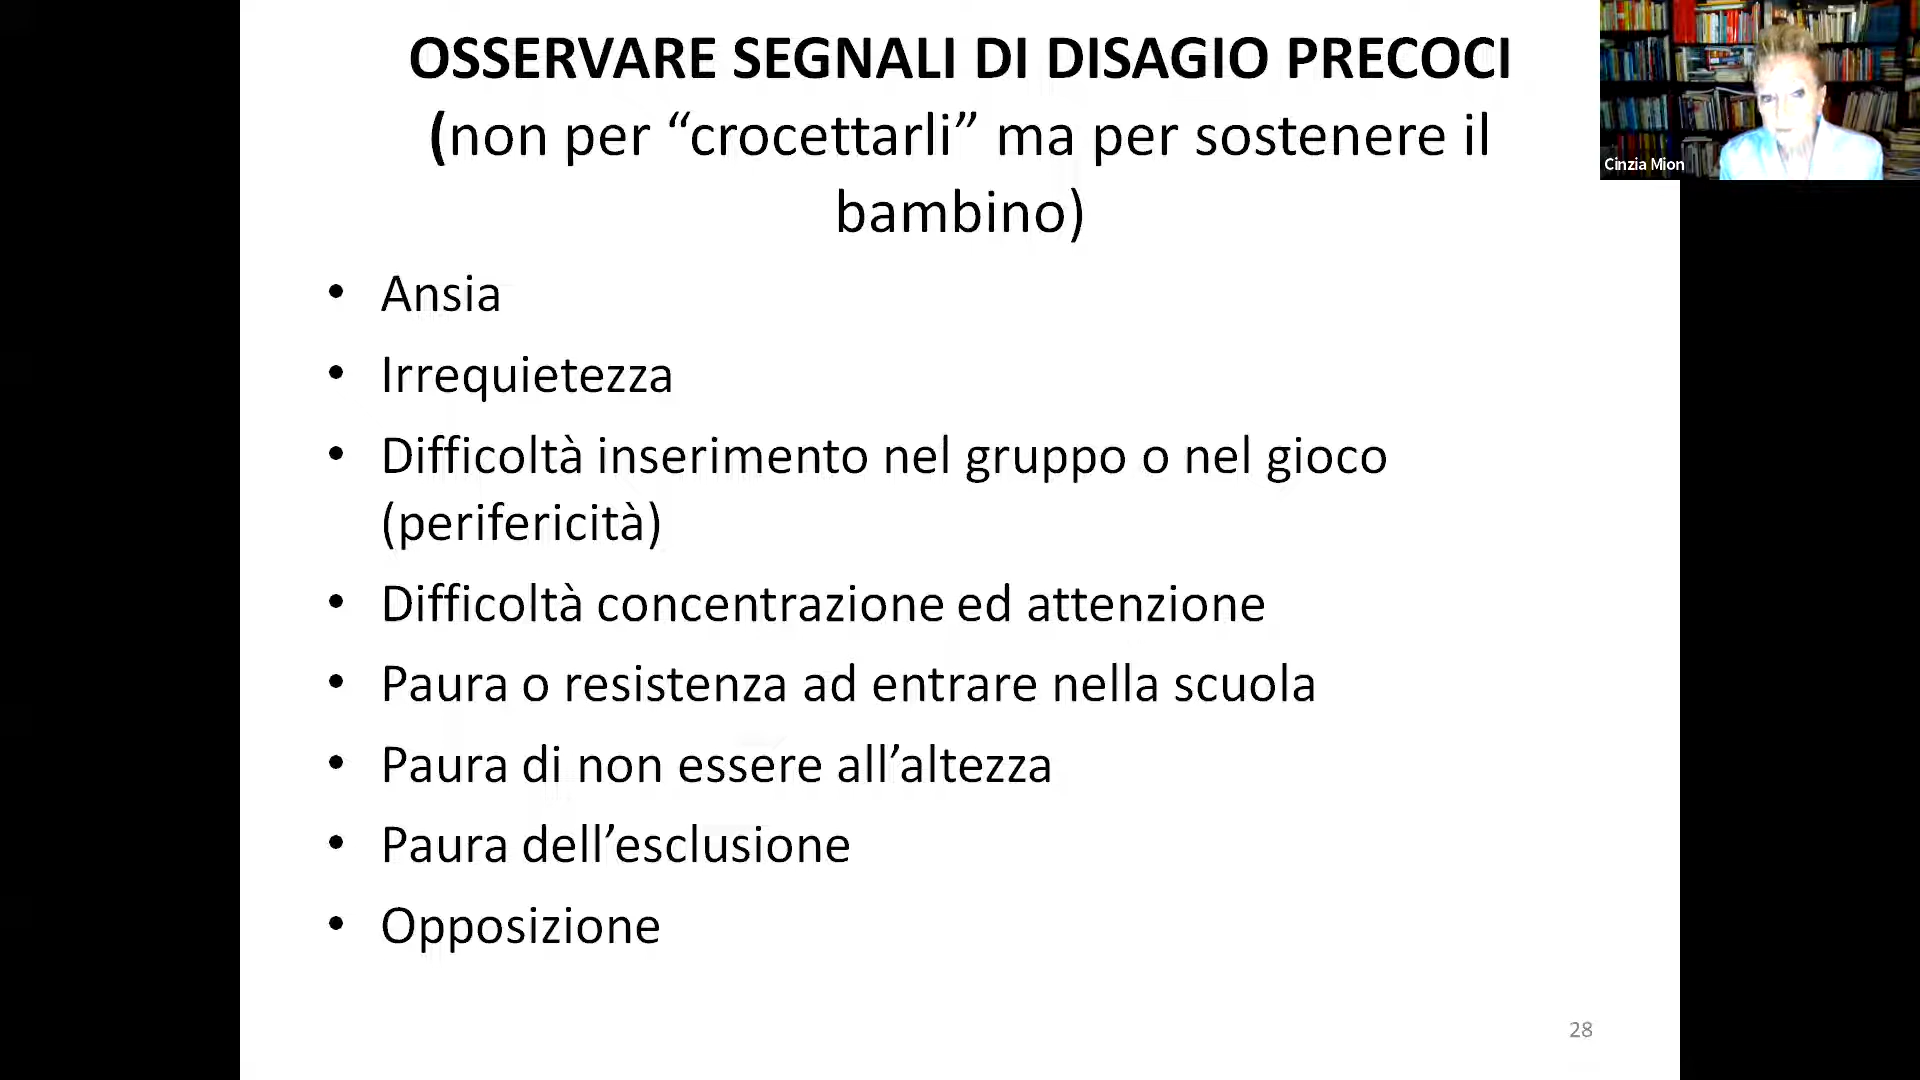 OSSERVARE SEGNALI DI DISAGIO PRECOCI
(non per “crocettarli” ma per sostenere il
bambino)
• Ansia
• Irrequietezza
• Difficoltà inserimento nel gruppo o nel gioco
(perifericità)
• Difficoltà concentrazione ed attenzione
• Paura o resistenza ad entrare nella scuola
• Paura di non essere all’altezza
• Paura dell’esclusione
• Opposizione
28
Cinzia Mion